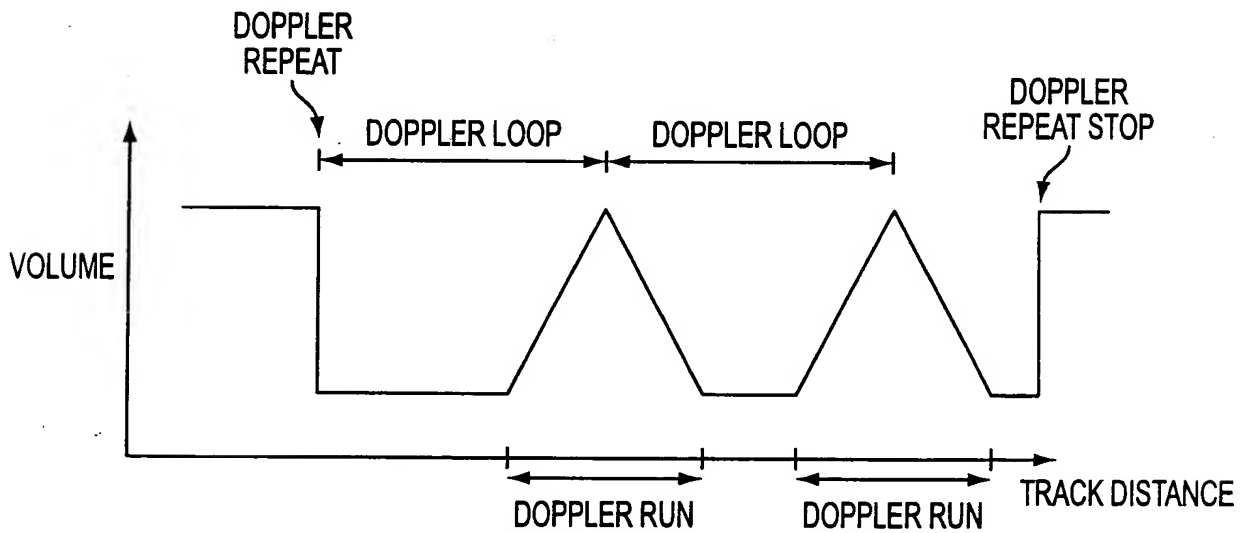 DOPPLER
REPEAT
DOPPLER LOOP
DOPPLER LOOP
DOPPLER
REPEAT STOP
VOLUME
TRACK DISTANCE
DOPPLER RUN
DOPPLER RUN